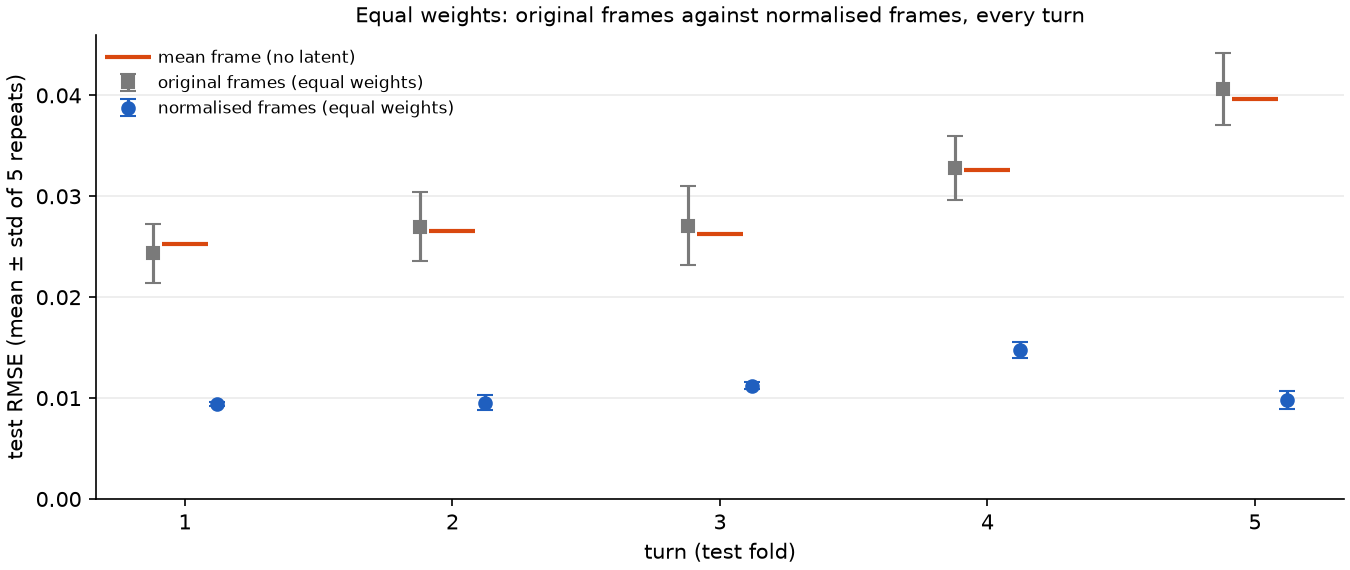 Equal weights: original frames against normalised frames, every turn
mean frame (no latent)
original frames (equal weights)
normalised frames (equal weights)
test RMSE (mean ± std of 5 repeats)
0.04
0.03
0.02
0.01
0.00
1 2 3 4 5
turn (test fold)